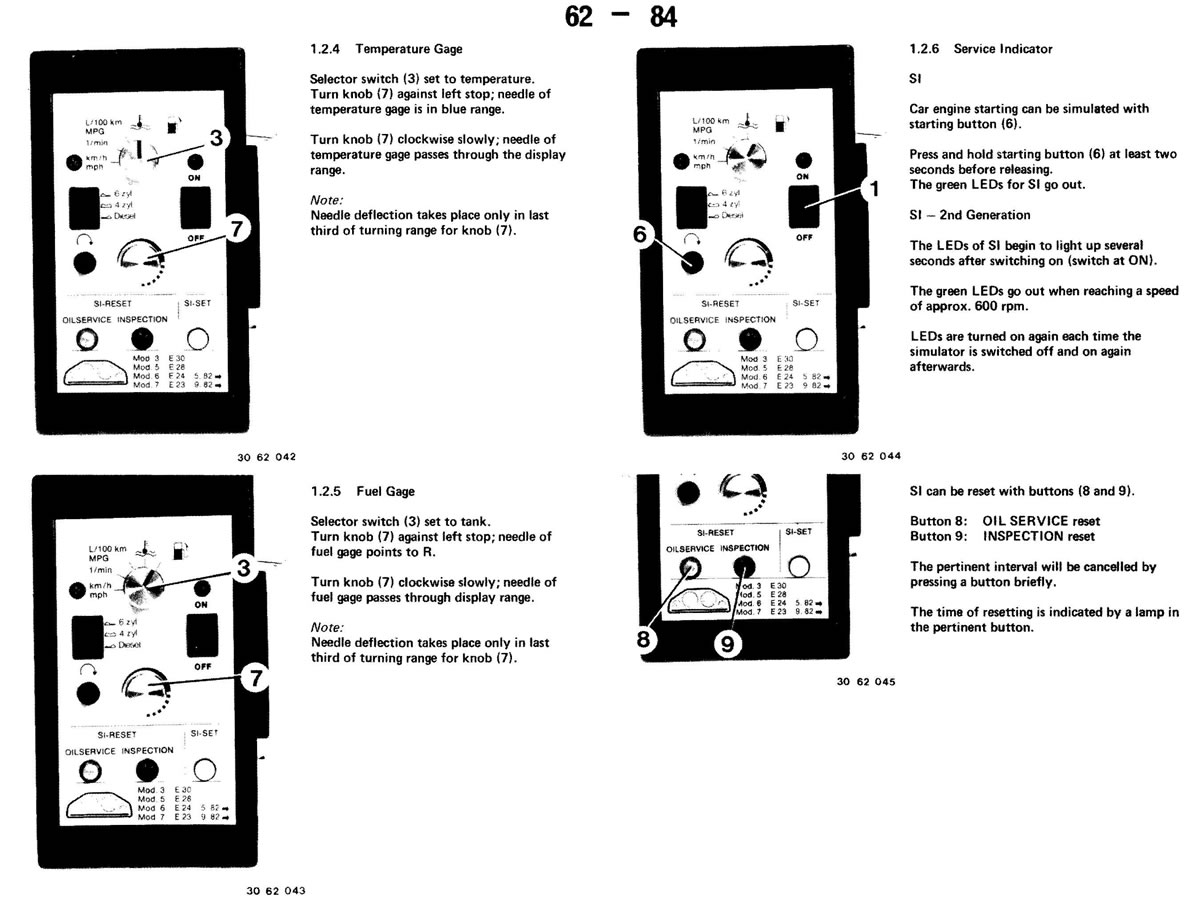 62 - 84
1.2.4 Temperature Gage
Selector switch (3) set to temperature.
Turn knob (7) against left stop; needle of
temperature gage is in blue range.
Turn knob (7) clockwise slowly; needle of
temperature gage passes through the display
range.
Note:
Needle deflection takes place only in last
third of turning range for knob (7).
L/100 km
MPG
1/min
km/h
mph
3
ON
6 zyl
4 zyl
Diesel
OFF
7
SI-RESET
SI-SET
OILSERVICE INSPECTION
Mod 3 E 30
Mod. 5 E 28
Mod. 6 E 24 5. 82 →
Mod. 7 E 23 9. 82 →
30 62 042
1.2.5 Fuel Gage
Selector switch (3) set to tank.
Turn knob (7) against left stop; needle of
fuel gage points to R.
Turn knob (7) clockwise slowly; needle of
fuel gage passes through display range.
Note:
Needle deflection takes place only in last
third of turning range for knob (7).
L/100 km
MPG
1/min
km/h
mph
3
ON
6 zyl
4 zyl
Diesel
OFF
7
SI-RESET
SI-SET
OILSERVICE INSPECTION
Mod. 3 E 30
Mod. 5 E 28
Mod 6 E 24 5 82 →
Mod 7 E 23 9 82 →
30 62 043
1.2.6 Service Indicator
SI
Car engine starting can be simulated with
starting button (6).
Press and hold starting button (6) at least two
seconds before releasing.
The green LEDs for SI go out.
SI – 2nd Generation
The LEDs of SI begin to light up several
seconds after switching on (switch at ON).
The green LEDs go out when reaching a speed
of approx. 600 rpm.
LEDs are turned on again each time the
simulator is switched off and on again
afterwards.
L/100 km
MPG
1/min
km/h
mph
ON
1
6 zyl
4 zyl
Diesel
OFF
6
SI-RESET
SI-SET
OILSERVICE INSPECTION
Mod 3 E 30
Mod. 5 E 28
Mod. 6 E 24 5 82 →
Mod. 7 E 23 9. 82 →
30 62 044
SI can be reset with buttons (8 and 9).
Button 8: OIL SERVICE reset
Button 9: INSPECTION reset
The pertinent interval will be cancelled by
pressing a button briefly.
The time of resetting is indicated by a lamp in
the pertinent button.
SI-RESET
SI-SET
OILSERVICE INSPECTION
Mod. 3 E 30
Mod. 5 E 28
Mod. 6 E 24 5. 82 →
Mod. 7 E 23 9. 82 →
8
9
30 62 045